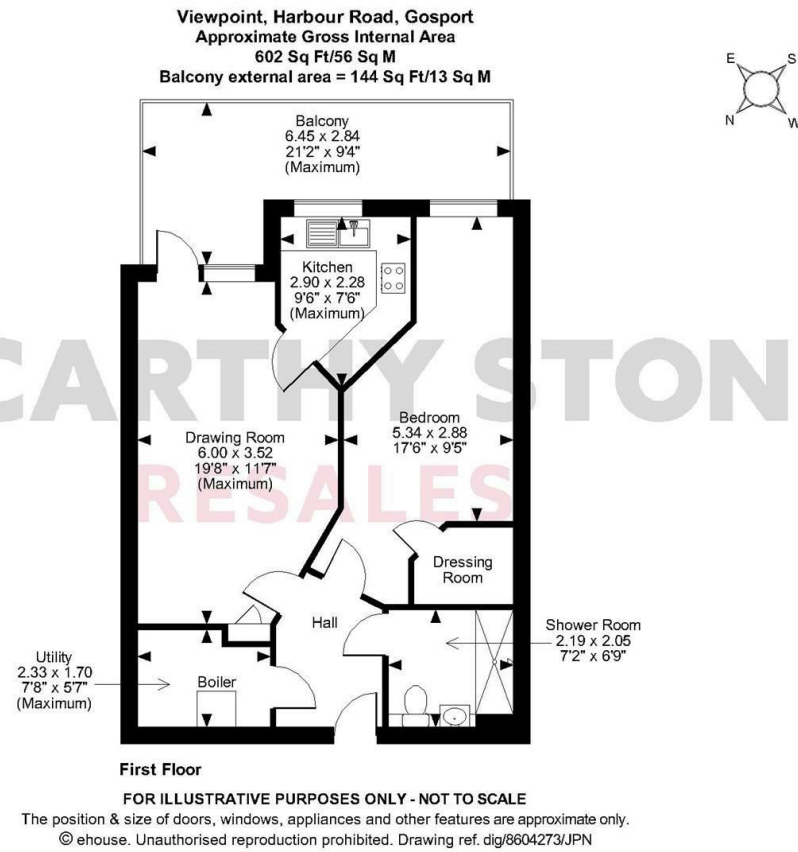 Viewpoint, Harbour Road, Gosport
Approximate Gross Internal Area
602 Sq Ft/56 Sq M
Balcony external area = 144 Sq Ft/13 Sq M
E
S
N
W
Balcony
6.45 x 2.84
21'2" x 9'4"
(Maximum)
Kitchen
2.90 x 2.28
9'6" x 7'6"
(Maximum)
CARTHY STON
RESALES
Drawing Room
6.00 x 3.52
19'8" x 11'7"
(Maximum)
Bedroom
5.34 x 2.88
17'6" x 9'5"
Dressing
Room
Hall
Shower Room
2.19 x 2.05
7'2" x 6'9"
Utility
2.33 x 1.70
7'8" x 5'7"
(Maximum)
Boiler
First Floor
FOR ILLUSTRATIVE PURPOSES ONLY - NOT TO SCALE
The position & size of doors, windows, appliances and other features are approximate only.
© ehouse. Unauthorised reproduction prohibited. Drawing ref. dig/8604273/JPN